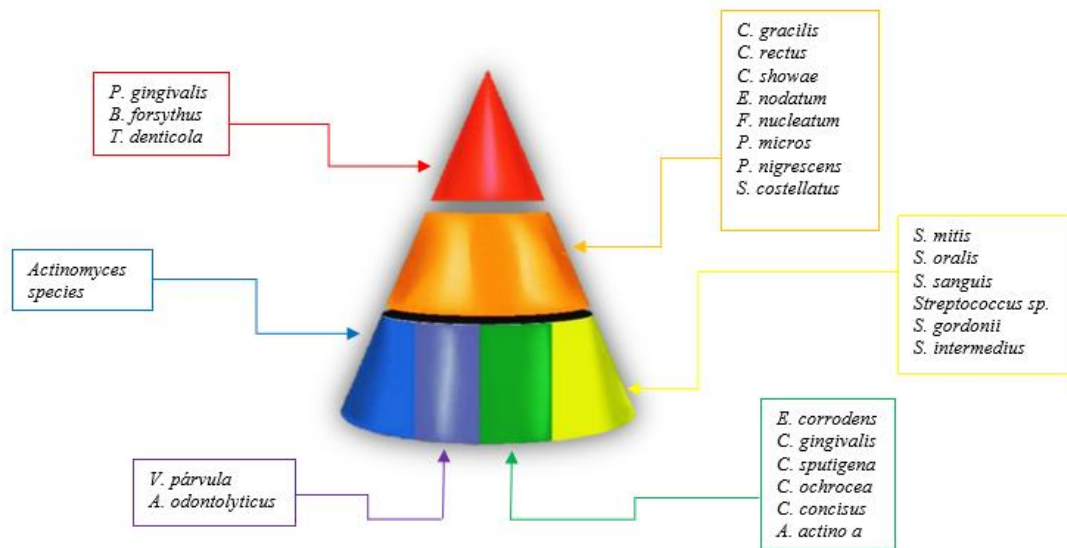 P. gingivalis
B. forsythus
T. denticola
C. gracilis
C. rectus
C. showae
E. nodatum
F. nucleatum
P. micros
P. nigrescens
S. costellatus
Actinomyces
species
S. mitis
S. oralis
S. sanguis
Streptococcus sp.
S. gordonii
S. intermedius
V. párvula
A. odontolyticus
E. corrodens
C. gingivalis
C. sputigena
C. ochrocea
C. concisus
A. actino a